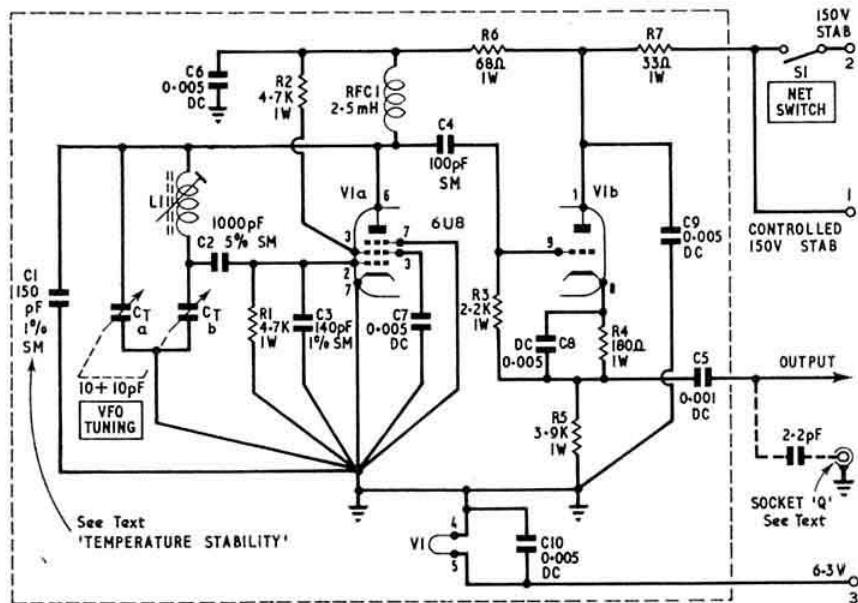 C6
0·005
DC
R2
4·7K
1W
RFC1
2·5mH
R6
68Ω
1W
R7
33Ω
1W
150V
STAB
2
S1
NET
SWITCH
C4
100pF
SM
L1
V1a
6
6U8
3
7
3
2
7
V1b
1
9
8
C9
0·005
DC
1
CONTROLLED
150V STAB
1000pF
C2 5% SM
C1
150
pF
1%
SM
CT
a
CT
b
R1
4·7K
1W
C3
140pF
1% SM
C7
0·005
DC
R3
2·2K
1W
DC
0·005
C8
R4
180Ω
1W
C5
0·001
DC
OUTPUT
10+10pF
VFO
TUNING
R5
3·9K
1W
2·2pF
SOCKET 'Q'
See Text
See Text
'TEMPERATURE STABILITY'
V1
4
5
C10
0·005
DC
6·3V
3